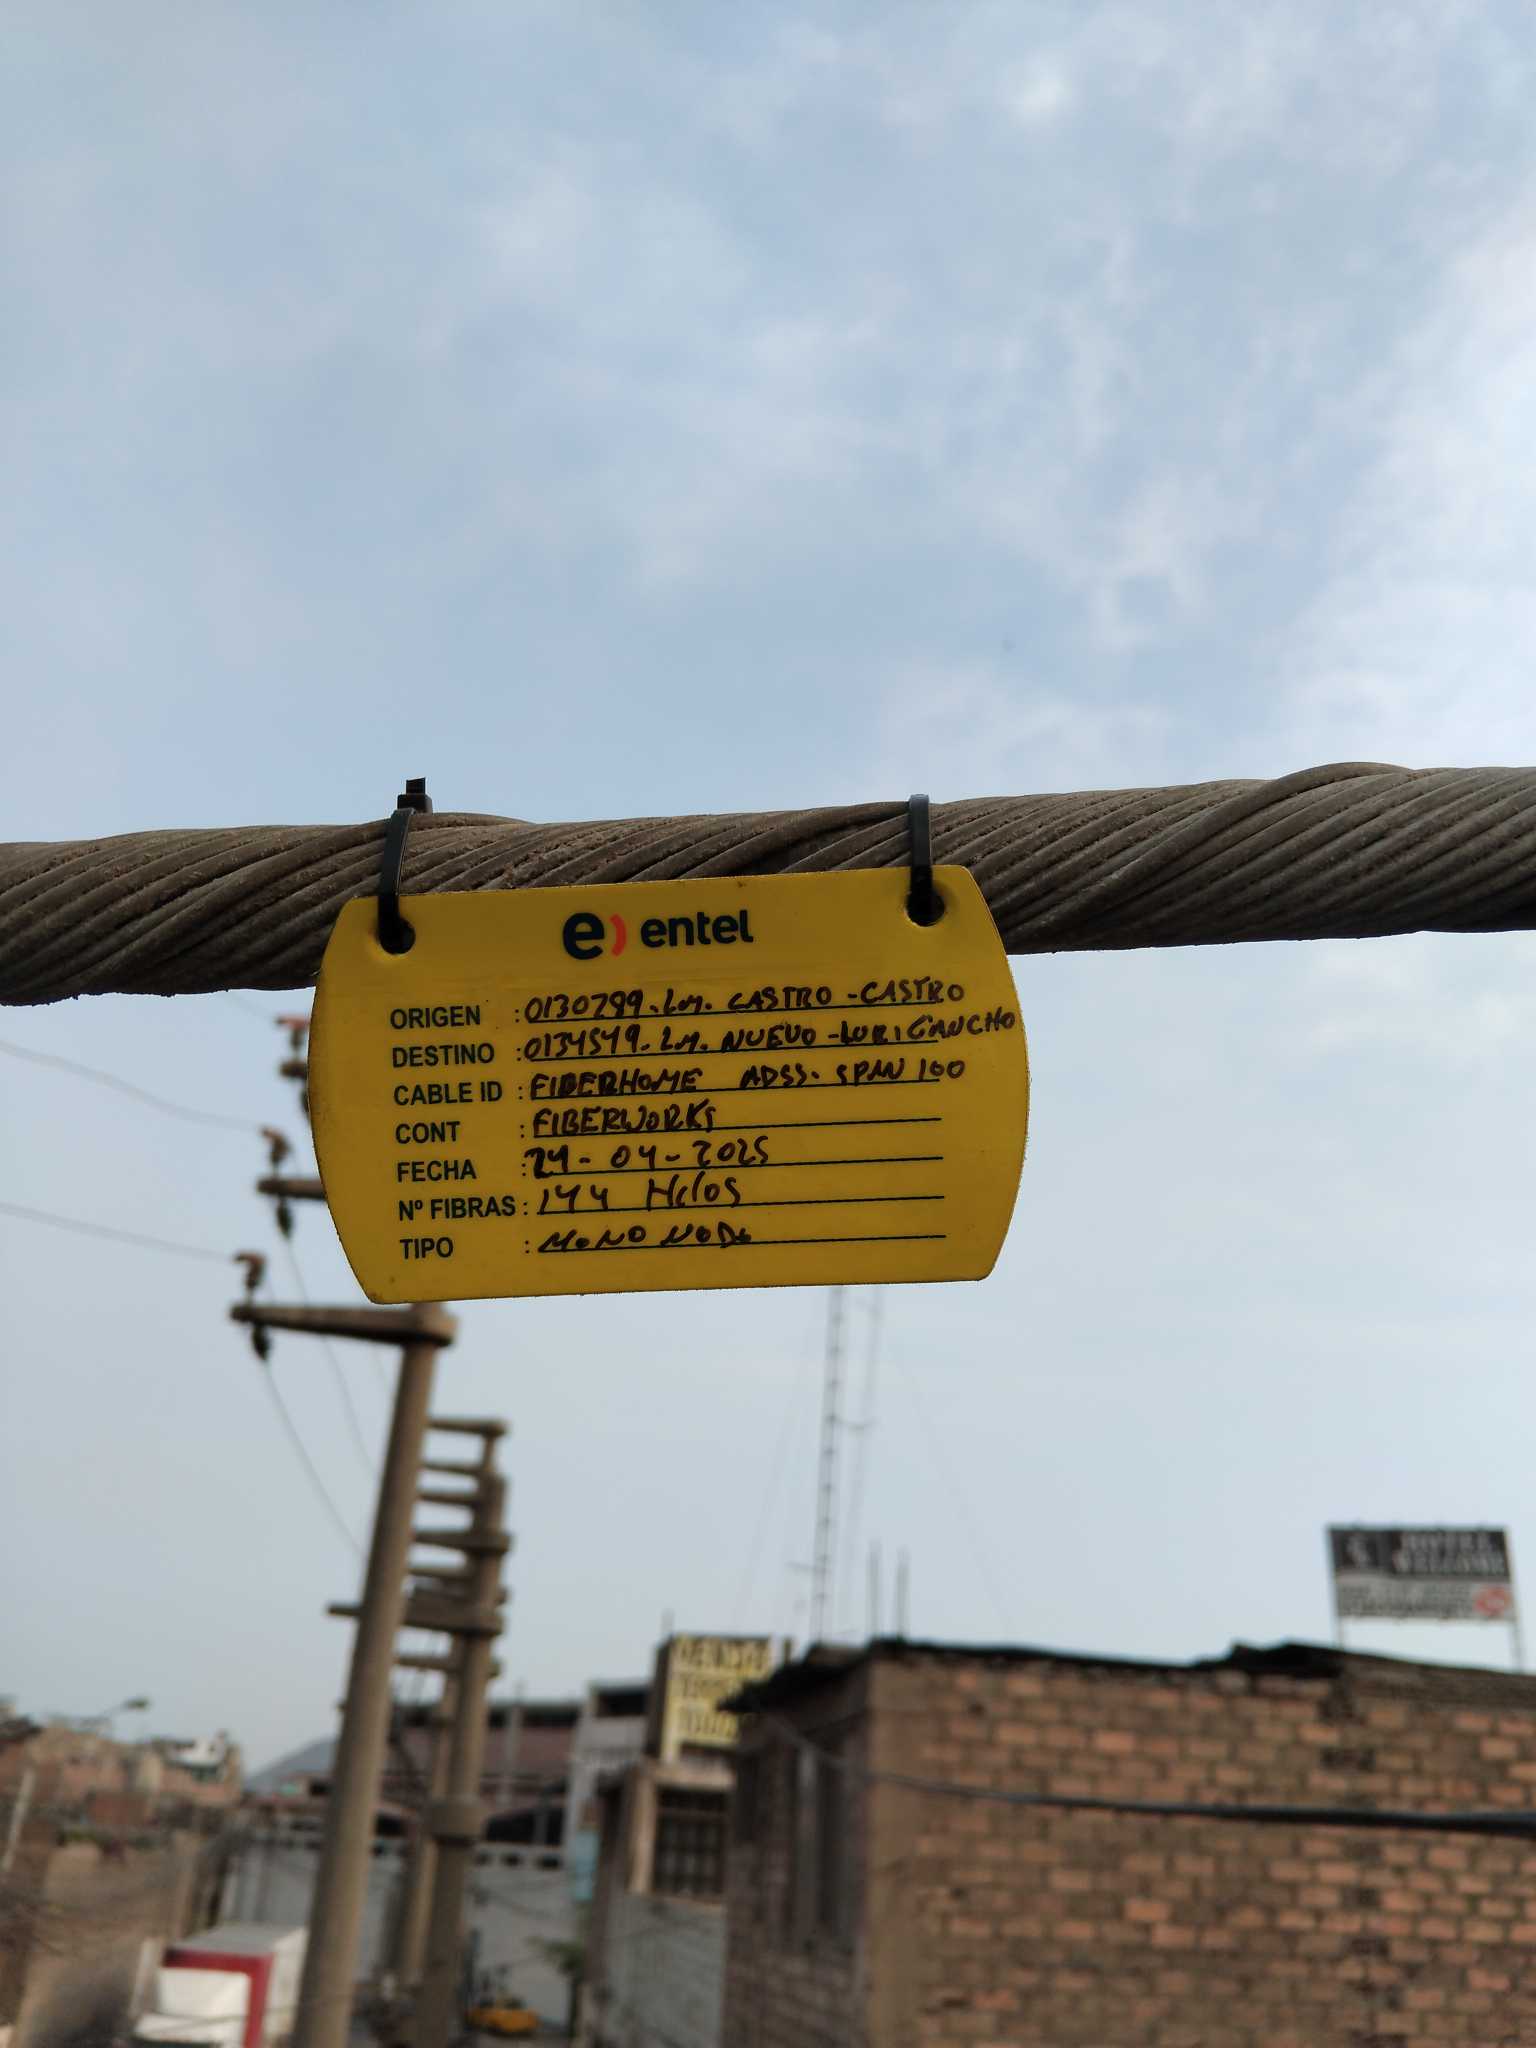 e) entel
ORIGEN : 0130789. LM. CASTRO - CASTRO
DESTINO : 0134549. LM. NUEVO - LURIGANCHO
CABLE ID : FIBERHOME ADSS. SPAN 100
CONT : FIBERWORKS
FECHA : 24 - 04 - 2025
Nº FIBRAS : 144 Hilos
TIPO : MONO MODO